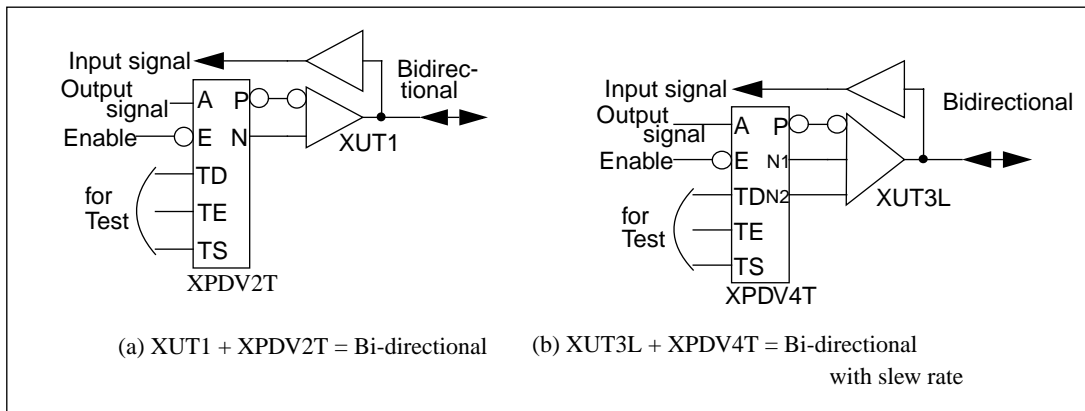 Input signal
Output
signal
Enable
for
Test
A
E
TD
TE
TS
P
N
XPDV2T
XUT1
Bidirec-
tional
(a) XUT1 + XPDV2T = Bi-directional
Input signal
Output
signal
Enable
for
Test
A
E
TD
TE
TS
P
N1
N2
XPDV4T
XUT3L
Bidirectional
(b) XUT3L + XPDV4T = Bi-directional
with slew rate